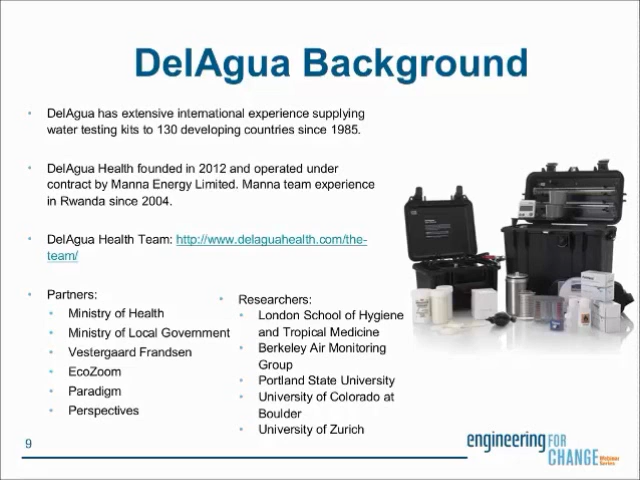 DelAgua Background
• DelAgua has extensive international experience supplying
water testing kits to 130 developing countries since 1985.
• DelAgua Health founded in 2012 and operated under
contract by Manna Energy Limited. Manna team experience
in Rwanda since 2004.
• DelAgua Health Team: http://www.delaguahealth.com/the-
team/
• Partners:
• Ministry of Health
• Ministry of Local Government
• Vestergaard Frandsen
• EcoZoom
• Paradigm
• Perspectives
• Researchers:
• London School of Hygiene
and Tropical Medicine
• Berkeley Air Monitoring
Group
• Portland State University
• University of Colorado at
Boulder
• University of Zurich
9
engineering FOR
CHANGE Webinar
Series